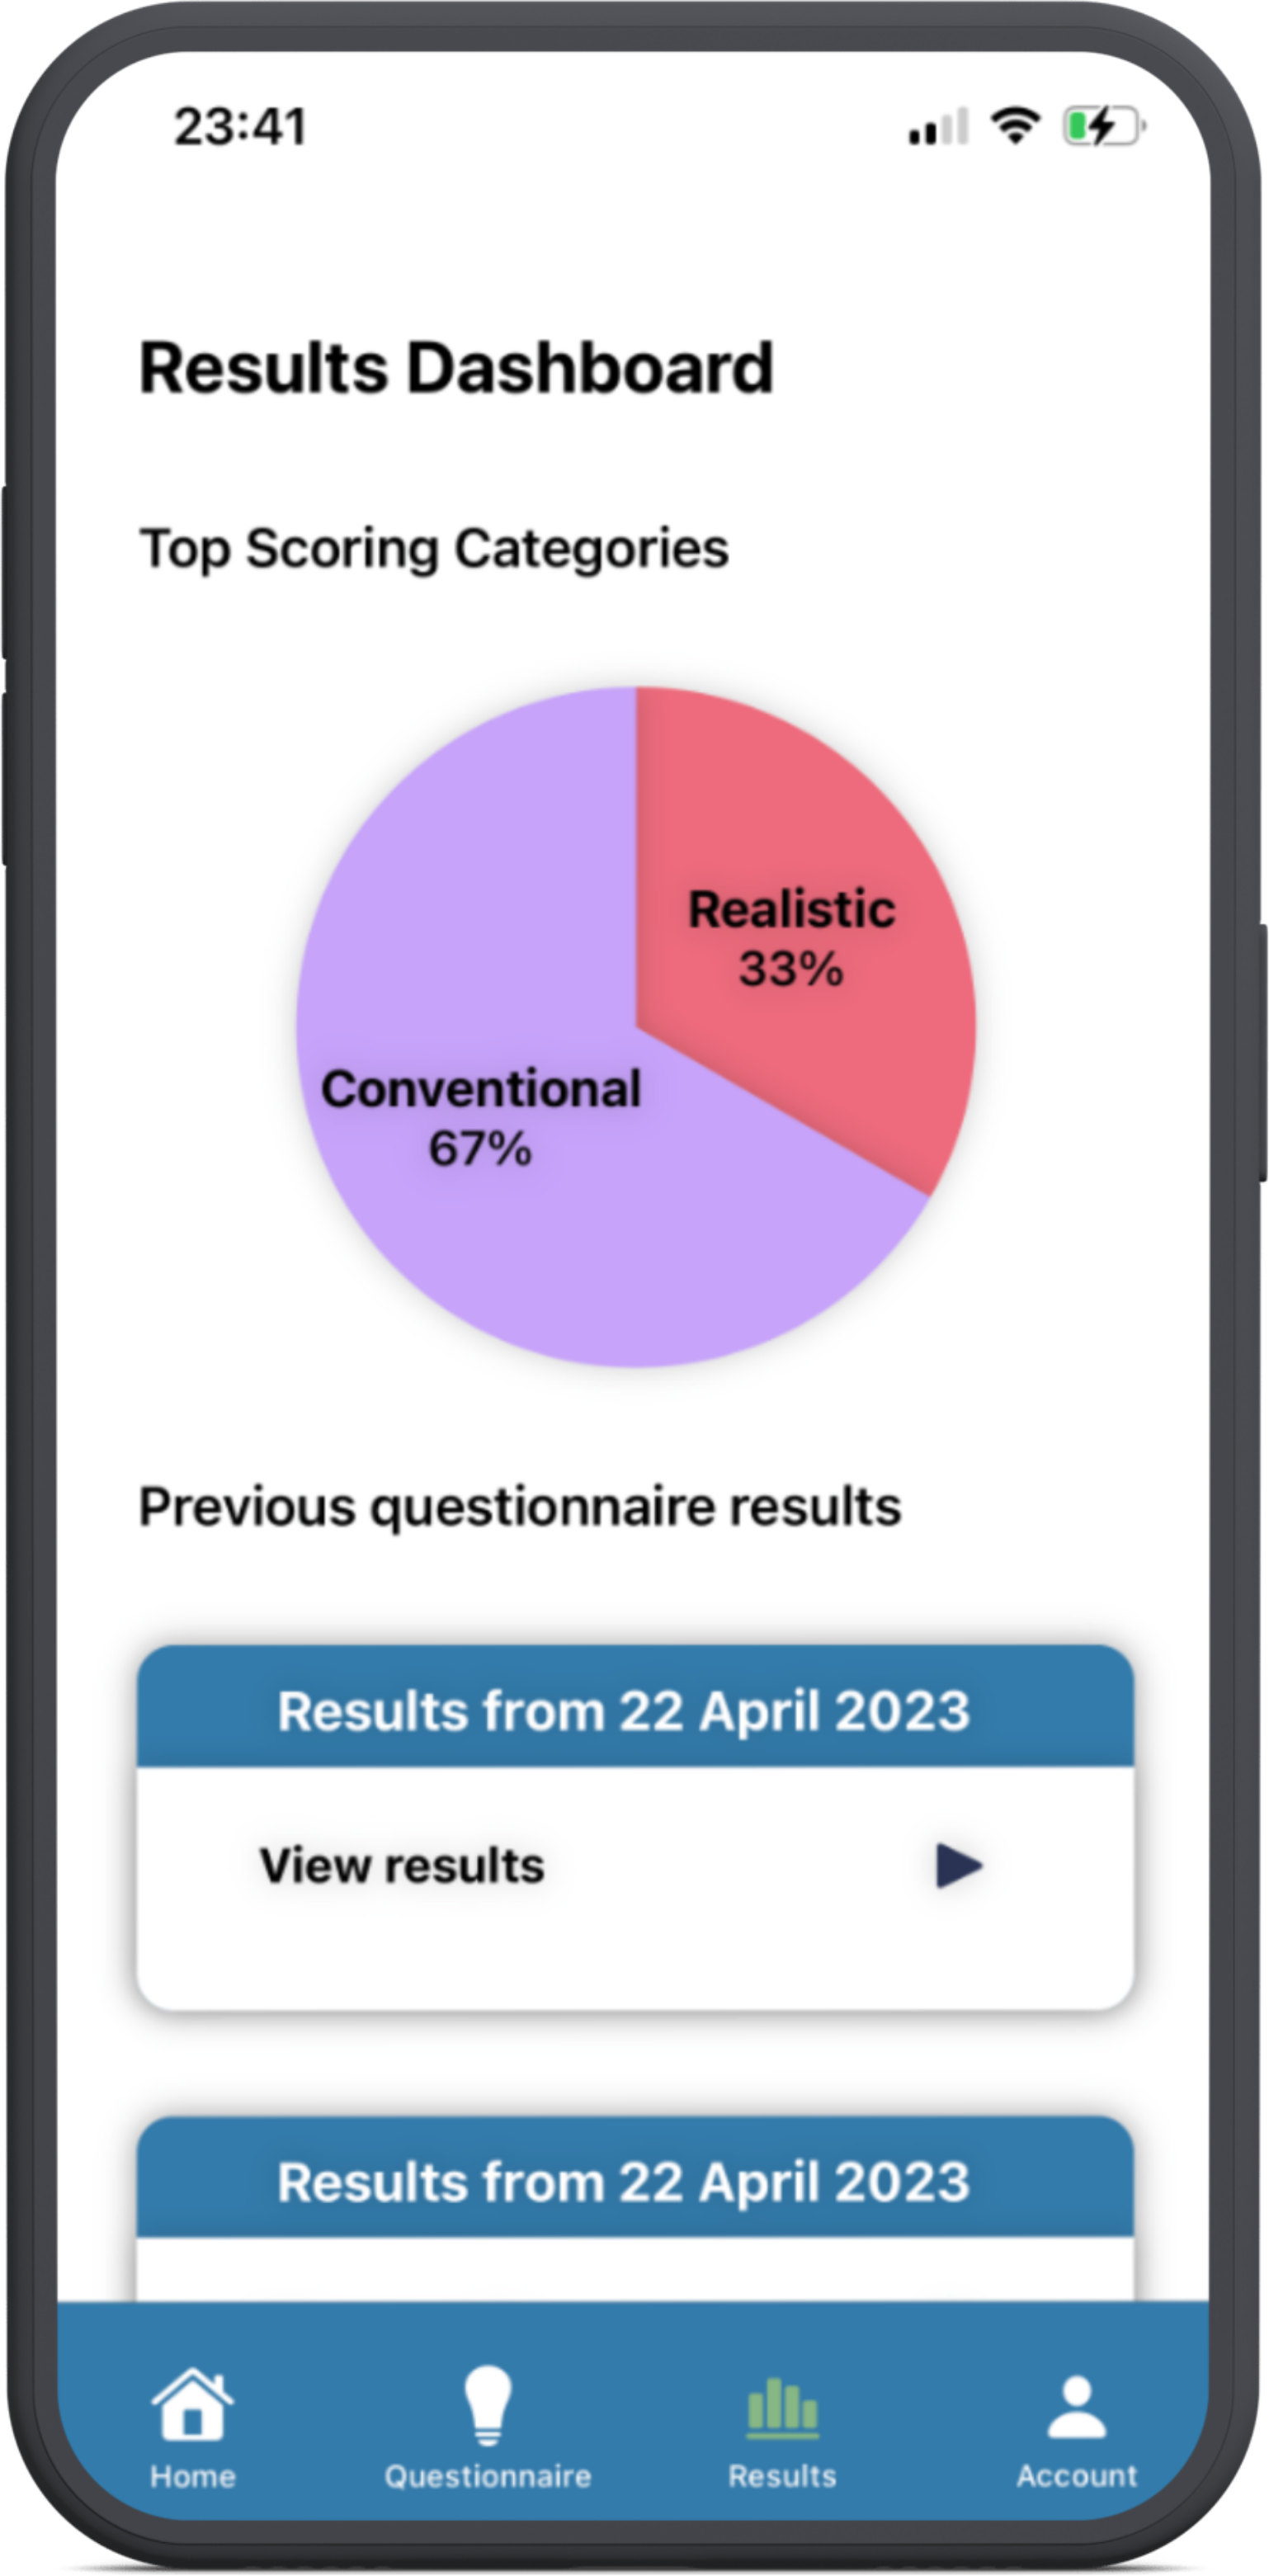 23:41
Results Dashboard
Top Scoring Categories
Realistic
33%
Conventional
67%
Previous questionnaire results
Results from 22 April 2023
View results
Results from 22 April 2023
Home
Questionnaire
Results
Account